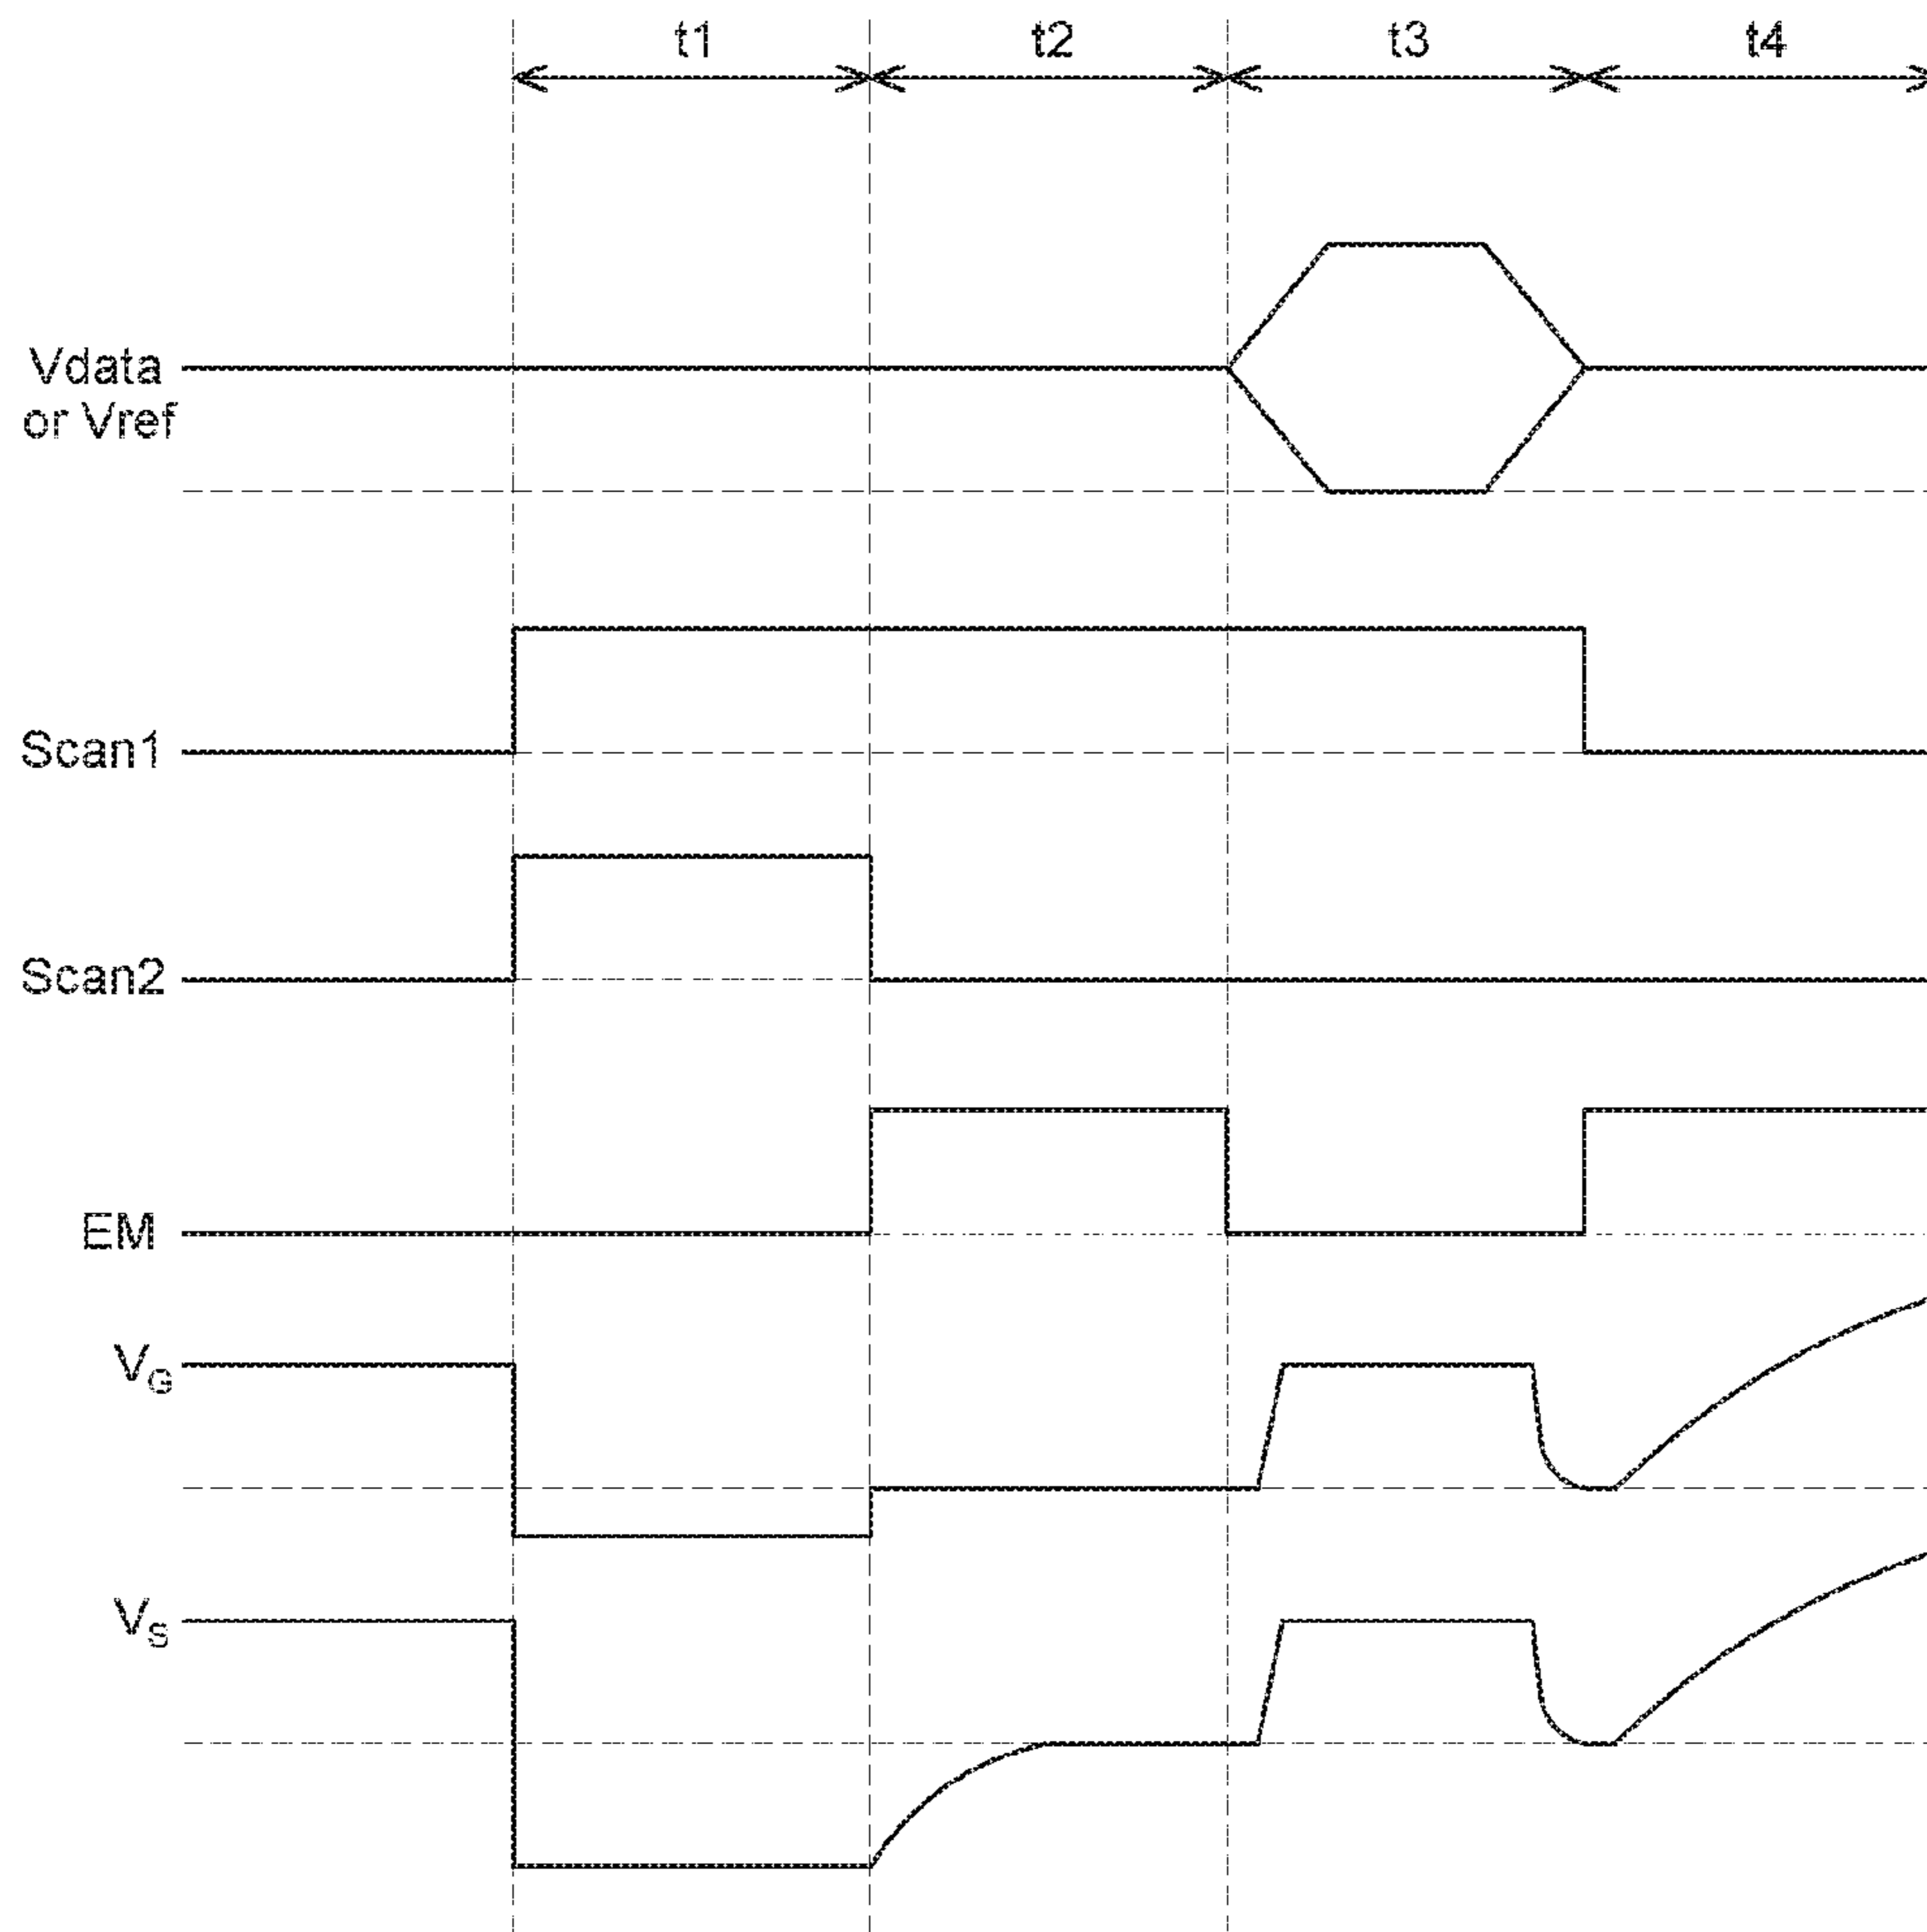 t1 t2 t3 t4
Vdata
or Vref
Scan1
Scan2
EM
VG
VS